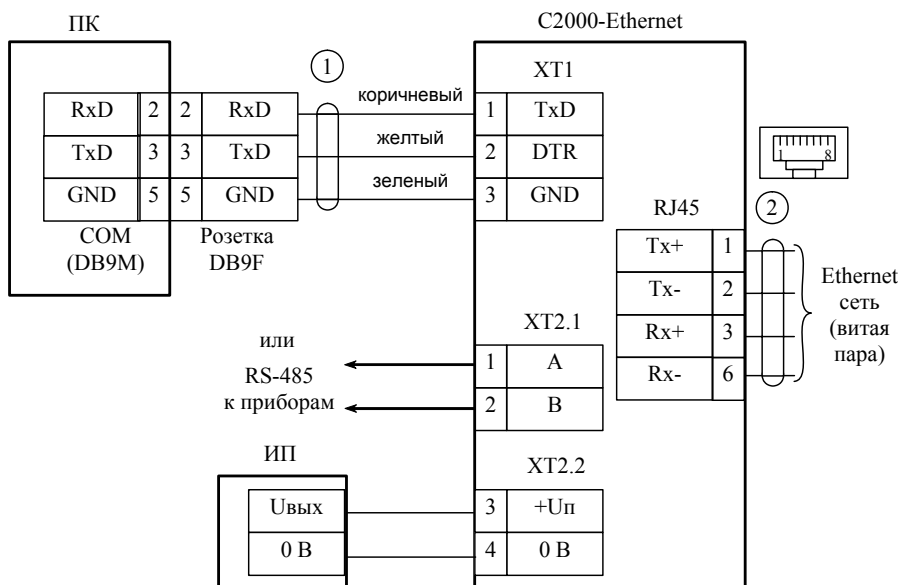 ПК
C2000-Ethernet
1
XT1
RxD 2 2 RxD
коричневый
1 TxD
TxD 3 3 TxD
желтый
2 DTR
GND 5 5 GND
зеленый
3 GND
COM
(DB9M)
Розетка
DB9F
1 8
RJ45
2
Tx+ 1
Tx- 2
Rx+ 3
Rx- 6
Ethernet
сеть
(витая
пара)
XT2.1
или
RS-485
к приборам
1 A
2 B
ИП
XT2.2
Uвых
3 +Uп
0 В
4 0 В